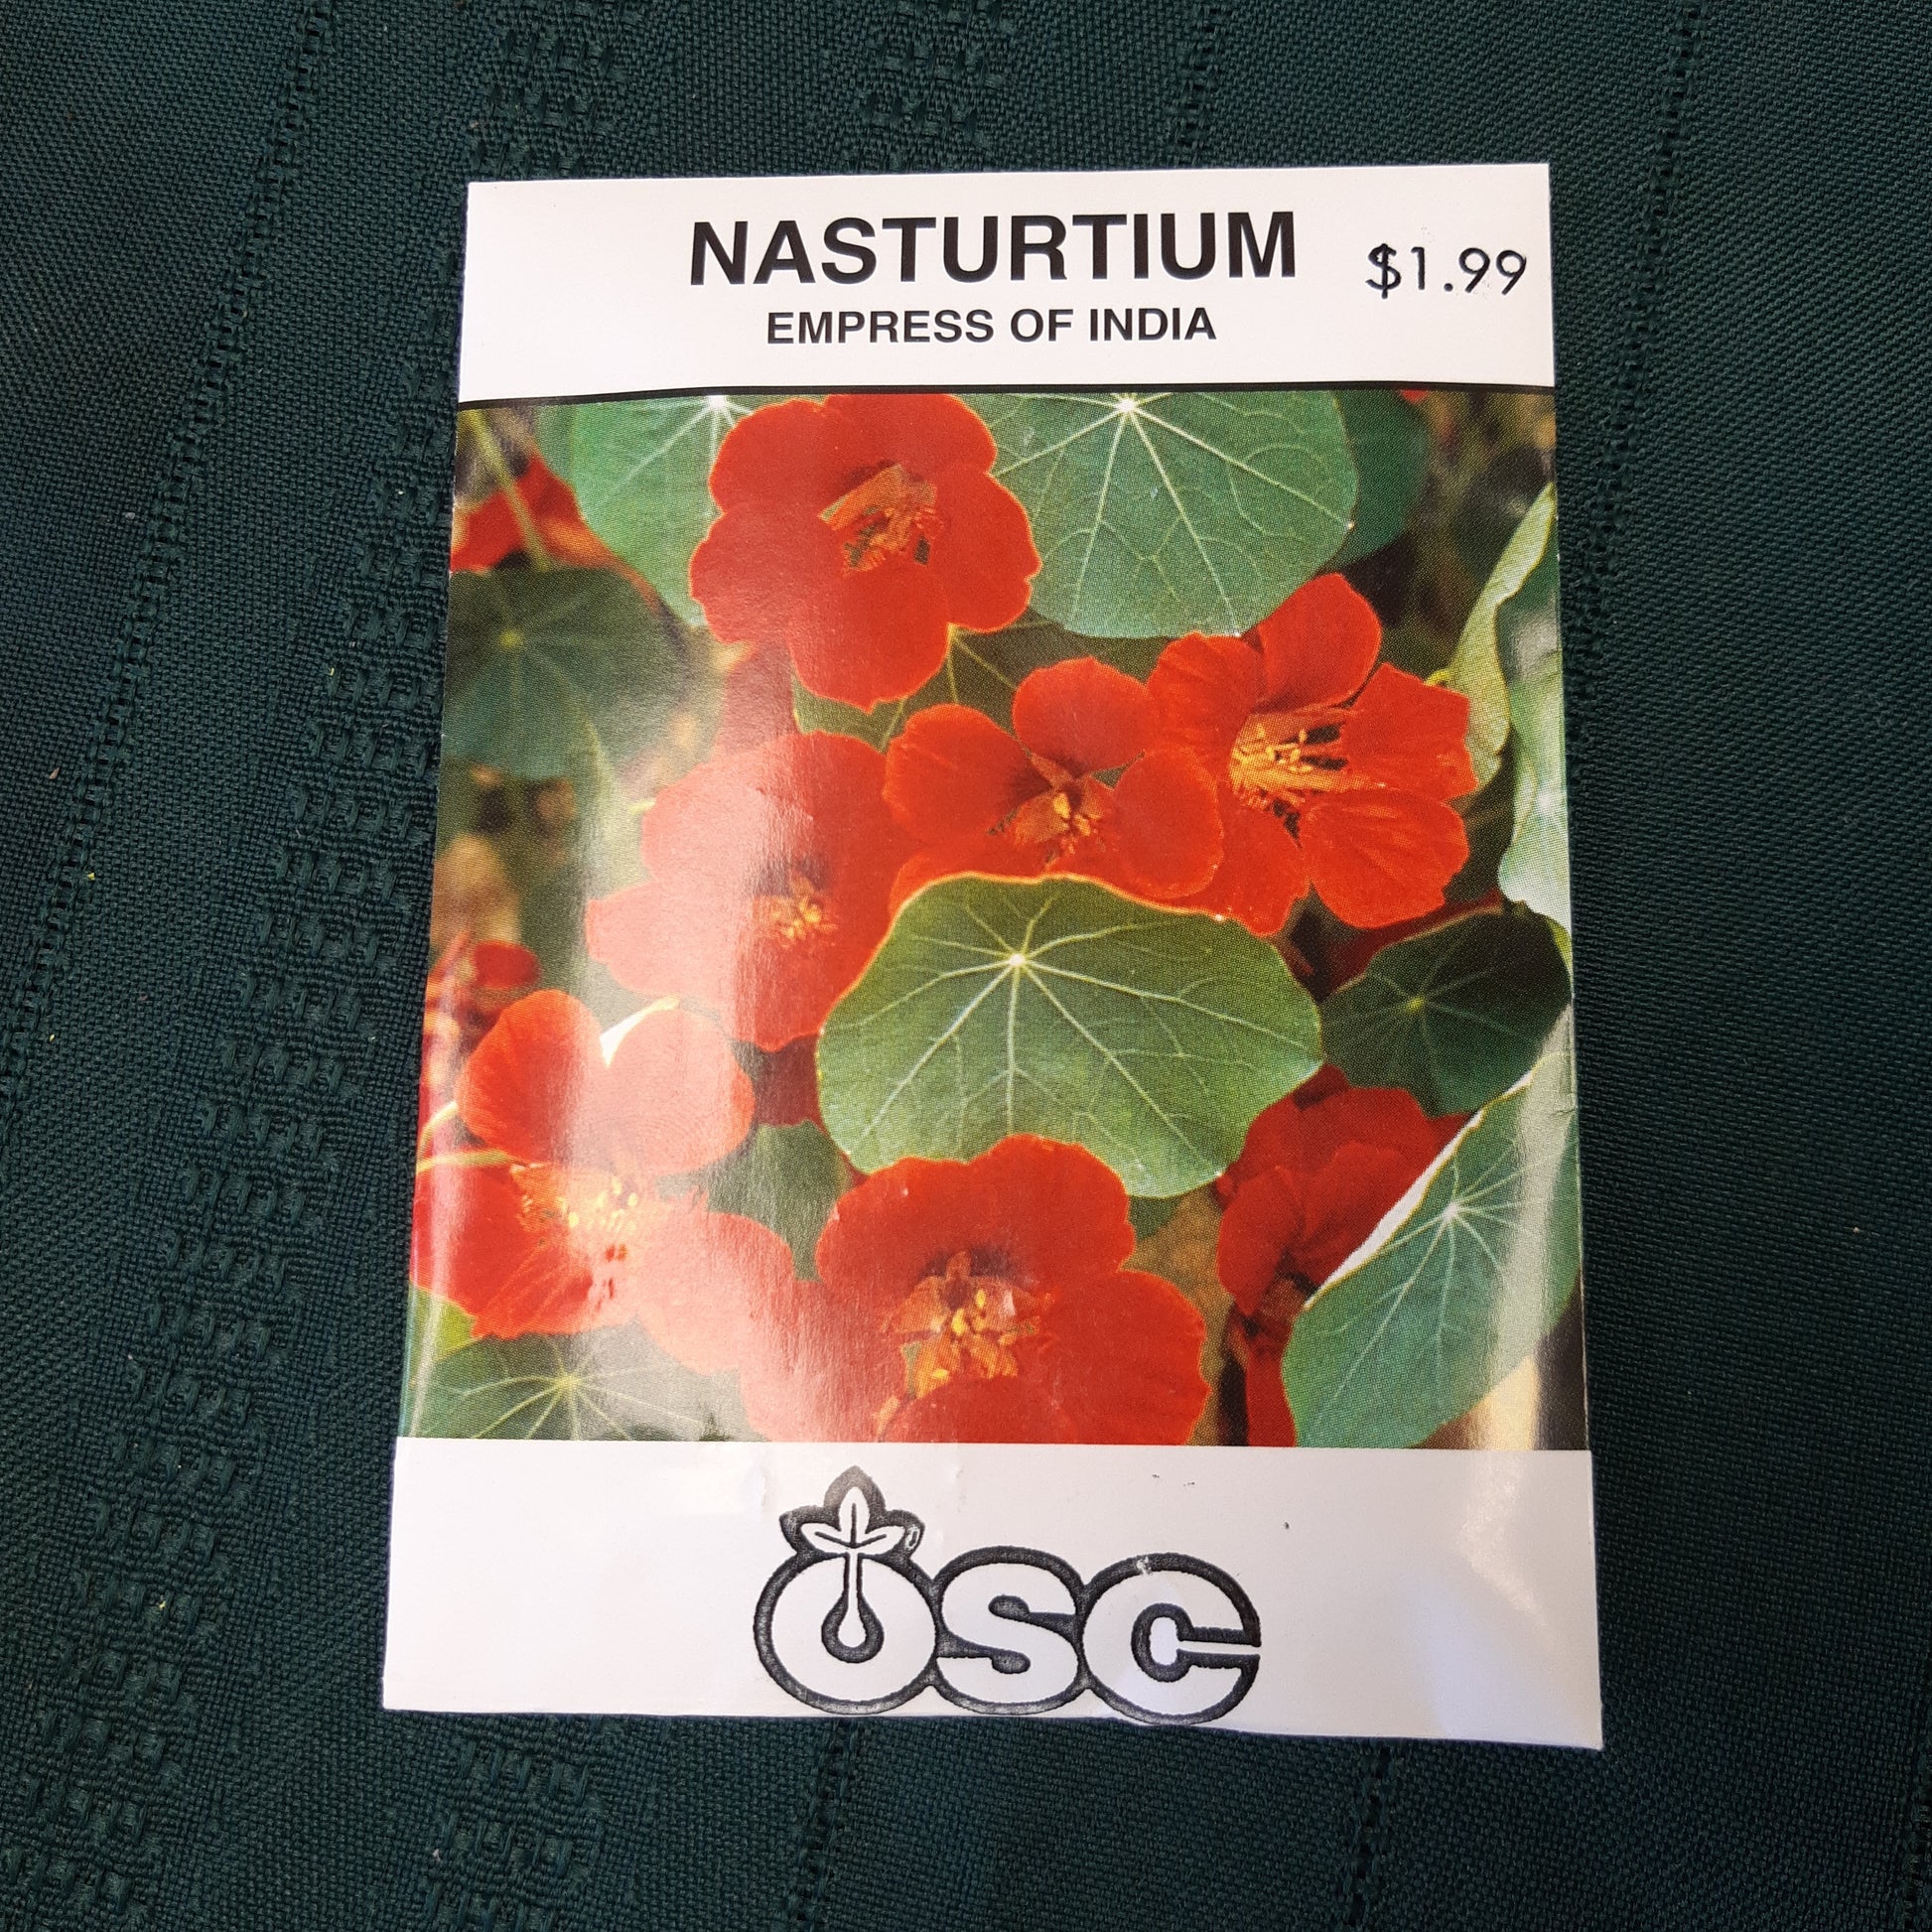 NASTURTIUM
$1.99
EMPRESS OF INDIA
OSC